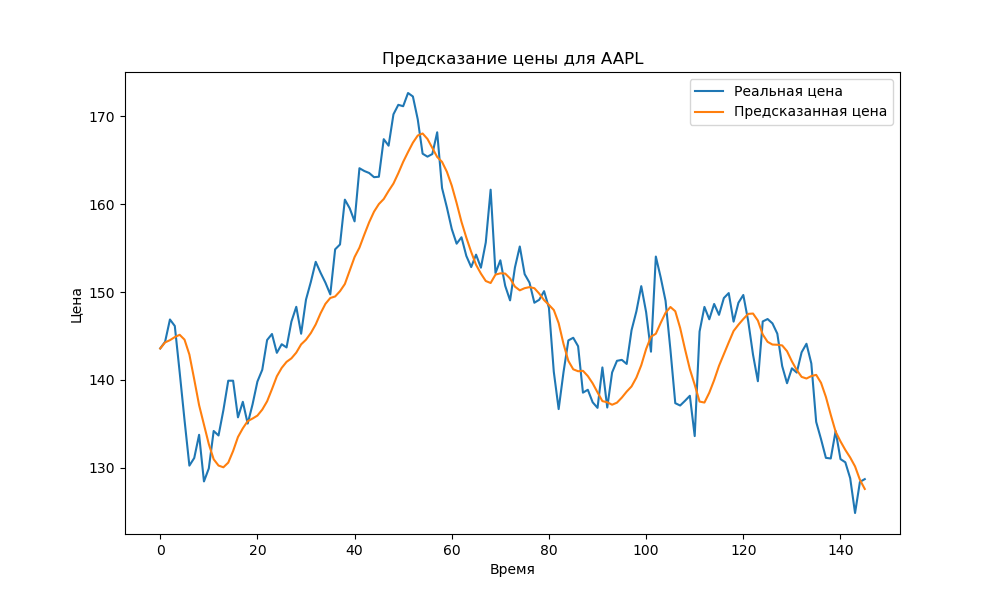 Предсказание цены для AAPL
Реальная цена
Предсказанная цена
Цена
170
160
150
140
130
0 20 40 60 80 100 120 140
Время